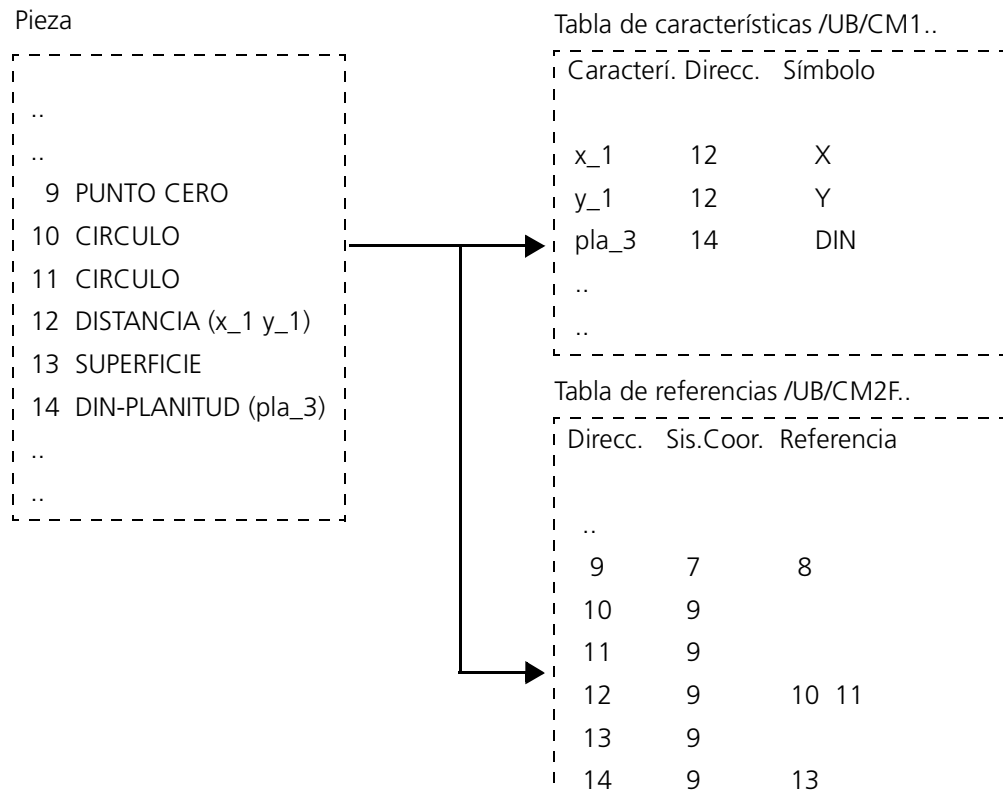 Pieza
..
..
9 PUNTO CERO
10 CIRCULO
11 CIRCULO
12 DISTANCIA (x_1 y_1)
13 SUPERFICIE
14 DIN-PLANITUD (pla_3)
..
..
Tabla de características /UB/CM1..
Caracterí. Direcc. Símbolo
x_1 12 X
y_1 12 Y
pla_3 14 DIN
..
..
Tabla de referencias /UB/CM2F..
Direcc. Sis.Coor. Referencia
..
9 7 8
10 9
11 9
12 9 10 11
13 9
14 9 13